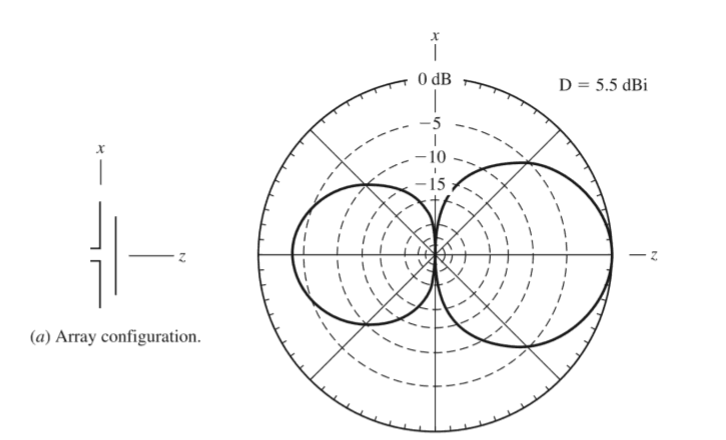 x
0 dB
D = 5.5 dBi
−5
−10
−15
x
z
z
(a) Array configuration.